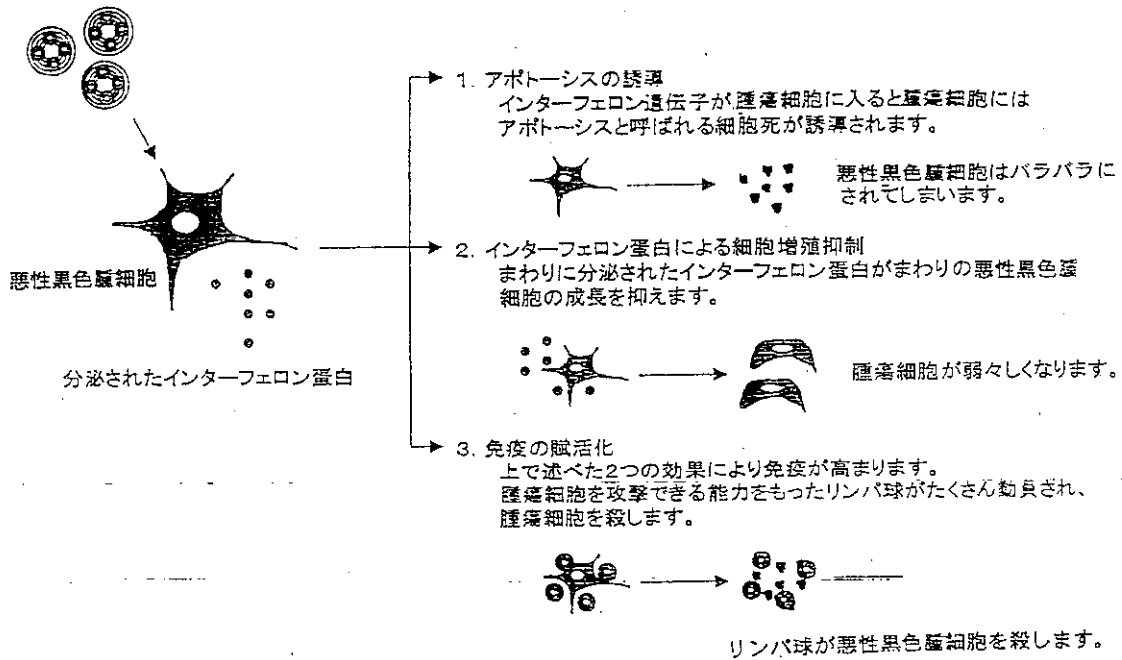 1. アポトーシスの誘導
インターフェロン遺伝子が腫瘍細胞に入ると腫瘍細胞には
アポトーシスと呼ばれる細胞死が誘導されます。
悪性黒色腫細胞はバラバラに
されてしまいます。
悪性黒色腫細胞
分泌されたインターフェロン蛋白
2. インターフェロン蛋白による細胞増殖抑制
まわりに分泌されたインターフェロン蛋白がまわりの悪性黒色腫
細胞の成長を抑えます。
腫瘍細胞が弱々しくなります。
3. 免疫の賦活化
上で述べた2つの効果により免疫が高まります。
腫瘍細胞を攻撃できる能力をもったリンパ球がたくさん動員され、
腫瘍細胞を殺します。
リンパ球が悪性黒色腫細胞を殺します。